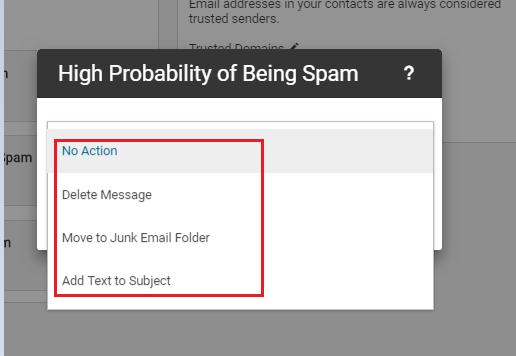 Email addresses in your contacts are always considered
trusted senders.
Trusted Domains
High Probability of Being Spam ?
No Action
Spam
Delete Message
Move to Junk Email Folder
Add Text to Subject